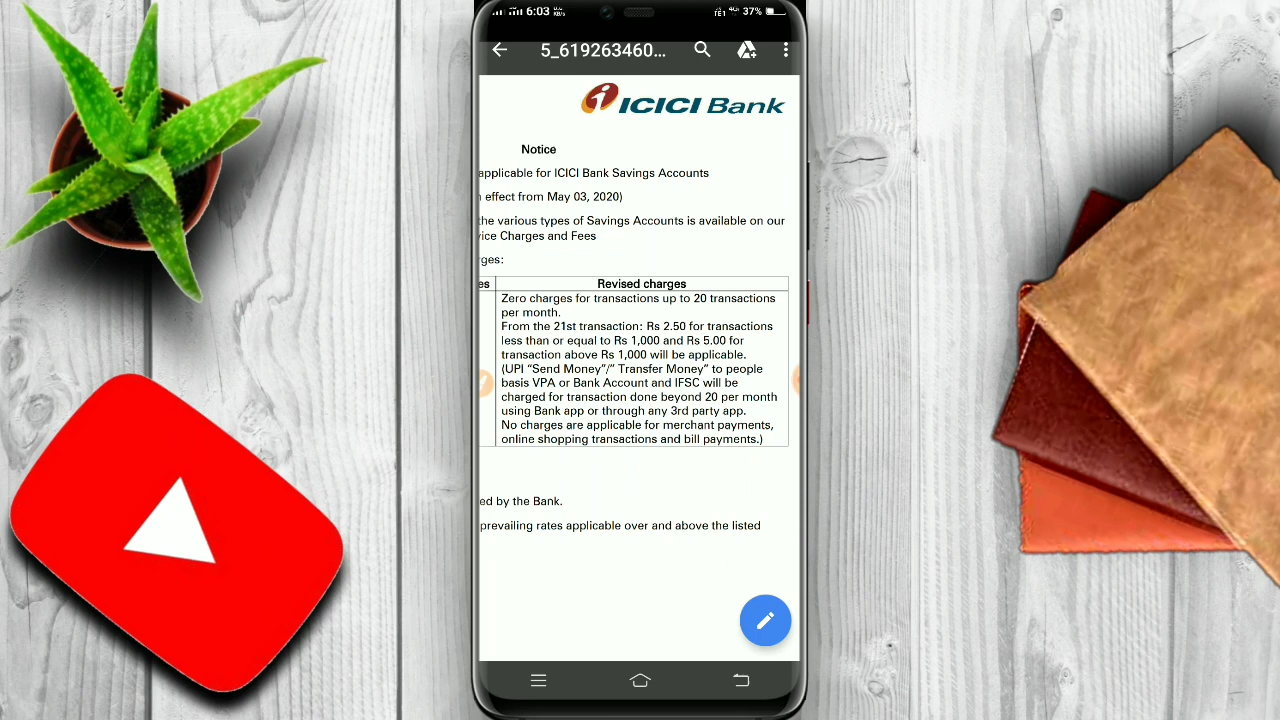 6:03
37%
5_619263460...
ICICI Bank
Notice
applicable for ICICI Bank Savings Accounts
effect from May 03, 2020)
the various types of Savings Accounts is available on our
vice Charges and Fees
rges:
es Revised charges
Zero charges for transactions up to 20 transactions
per month.
From the 21st transaction: Rs 2.50 for transactions
less than or equal to Rs 1,000 and Rs 5.00 for
transaction above Rs 1,000 will be applicable.
(UPI “Send Money”/“ Transfer Money” to people
basis VPA or Bank Account and IFSC will be
charged for transaction done beyond 20 per month
using Bank app or through any 3rd party app.
No charges are applicable for merchant payments,
online shopping transactions and bill payments.)
ed by the Bank.
prevailing rates applicable over and above the listed